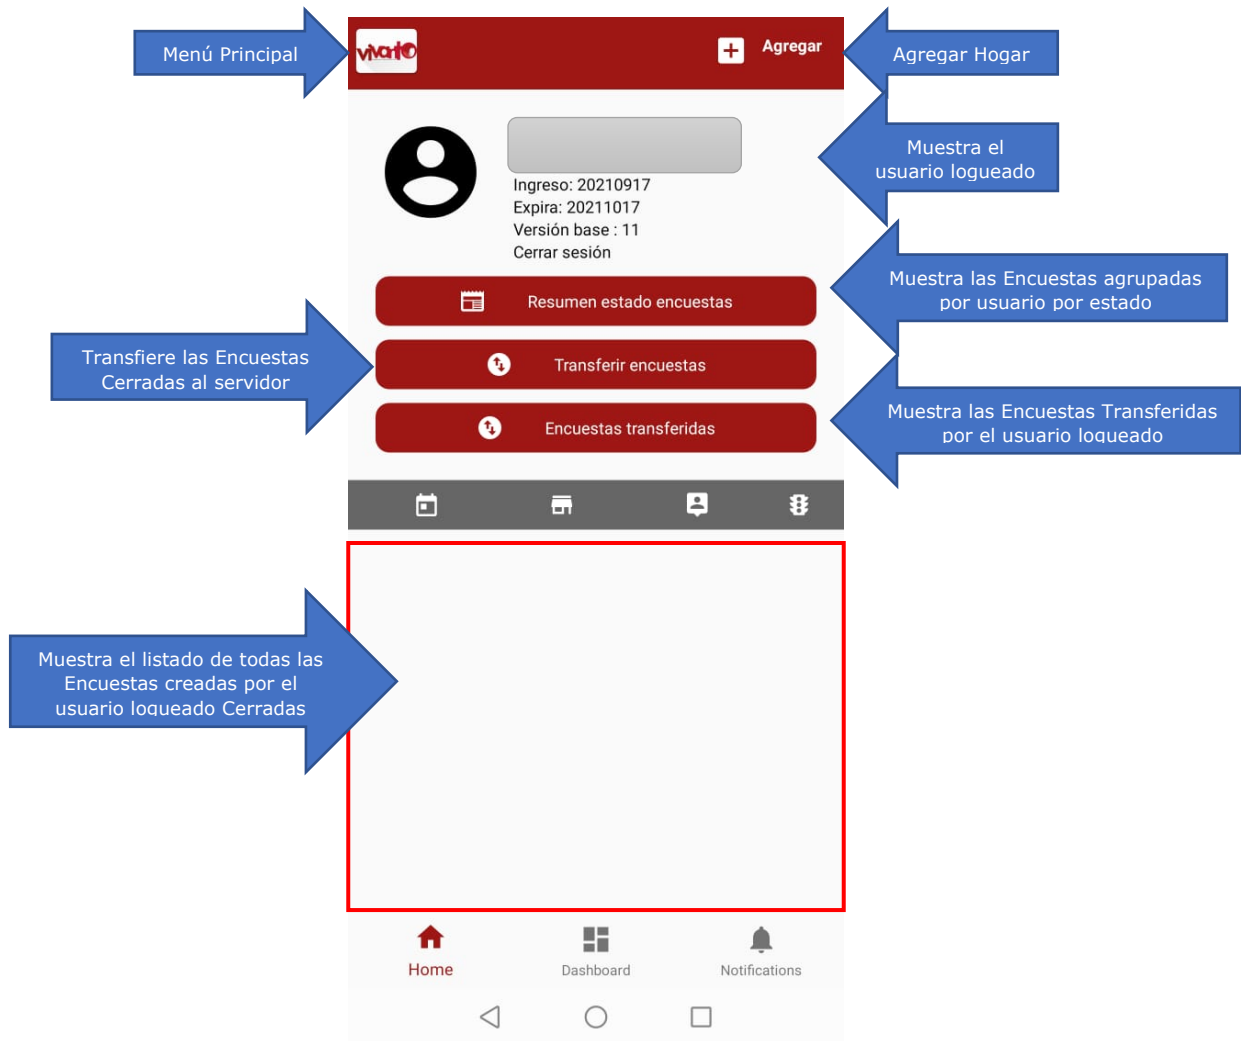 Menú Principal
vivanto
Agregar
Agregar Hogar
Muestra el
usuario logueado
Ingreso: 20210917
Expira: 20211017
Versión base : 11
Cerrar sesión
Muestra las Encuestas agrupadas
por usuario por estado
Resumen estado encuestas
Transfiere las Encuestas
Cerradas al servidor
Transferir encuestas
Muestra las Encuestas Transferidas
por el usuario logueado
Encuestas transferidas
Muestra el listado de todas las
Encuestas creadas por el
usuario logueado Cerradas
Home
Dashboard
Notifications